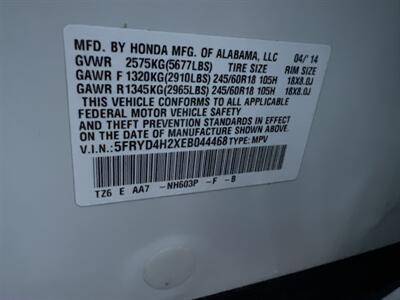 MFD. BY HONDA MFG. OF ALABAMA, LLC 04/'14
GVWR 2575KG(5677LBS) TIRE SIZE RIM SIZE
GAWR F 1320KG(2910LBS) 245/60R18 105H 18X8.0J
GAWR R 1345KG(2965LBS) 245/60R18 105H 18X8.0J
THIS VEHICLE CONFORMS TO ALL APPLICABLE
FEDERAL MOTOR VEHICLE SAFETY
AND THEFT PREVENTION STANDARDS IN EFFECT
ON THE DATE OF MANUFACTURE SHOWN ABOVE.
V.I.N.: 5FRYD4H2XEB044468 TYPE: MPV
TZ6 E AA7 -NH603P -F -B